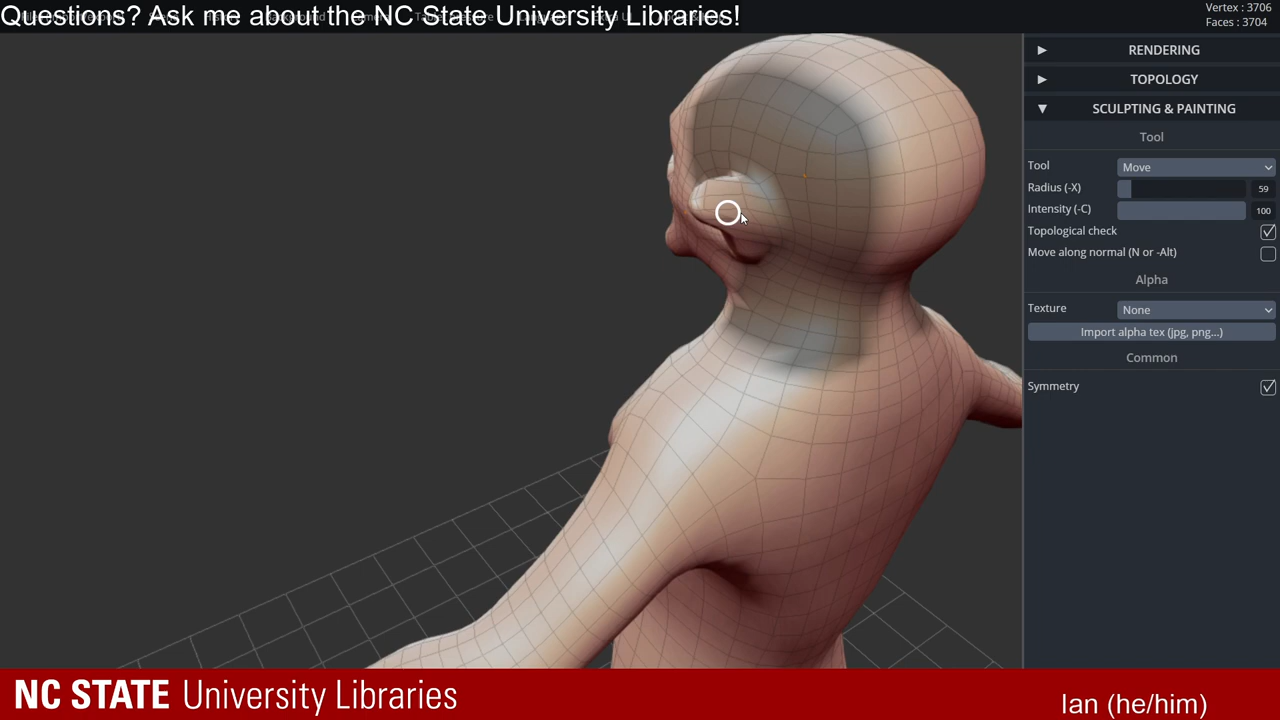 Questions? Ask me about the NC State University Libraries!
Vertex : 3706
Faces : 3704
RENDERING
TOPOLOGY
SCULPTING & PAINTING
Tool
Tool Move
Radius (-X) 59
Intensity (-C) 100
Topological check
Move along normal (N or -Alt)
Alpha
Texture None
Import alpha tex (jpg, png...)
Common
Symmetry
NC STATE University Libraries
Ian (he/him)